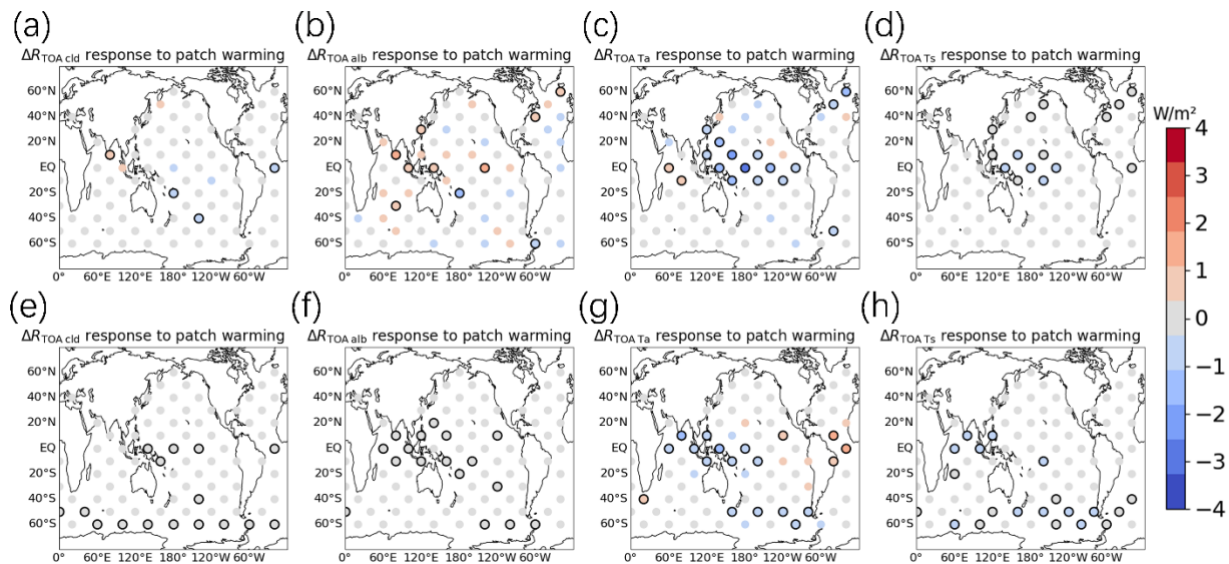 (a) (b) (c) (d)
ΔR_TOA cld response to patch warming ΔR_TOA alb response to patch warming ΔR_TOA Ta response to patch warming ΔR_TOA Ts response to patch warming
60°N 60°N 60°N 60°N
40°N 40°N 40°N 40°N
20°N 20°N 20°N 20°N
EQ EQ EQ EQ
20°S 20°S 20°S 20°S
40°S 40°S 40°S 40°S
60°S 60°S 60°S 60°S
0° 60°E 120°E 180° 120°W 60°W 0° 60°E 120°E 180° 120°W 60°W 0° 60°E 120°E 180° 120°W 60°W 0° 60°E 120°E 180° 120°W 60°W
(e) (f) (g) (h)
ΔR_TOA cld response to patch warming ΔR_TOA alb response to patch warming ΔR_TOA Ta response to patch warming ΔR_TOA Ts response to patch warming
60°N 60°N 60°N 60°N
40°N 40°N 40°N 40°N
20°N 20°N 20°N 20°N
EQ EQ EQ EQ
20°S 20°S 20°S 20°S
40°S 40°S 40°S 40°S
60°S 60°S 60°S 60°S
0° 60°E 120°E 180° 120°W 60°W 0° 60°E 120°E 180° 120°W 60°W 0° 60°E 120°E 180° 120°W 60°W 0° 60°E 120°E 180° 120°W 60°W
W/m²
4
3
2
1
0
−1
−2
−3
−4